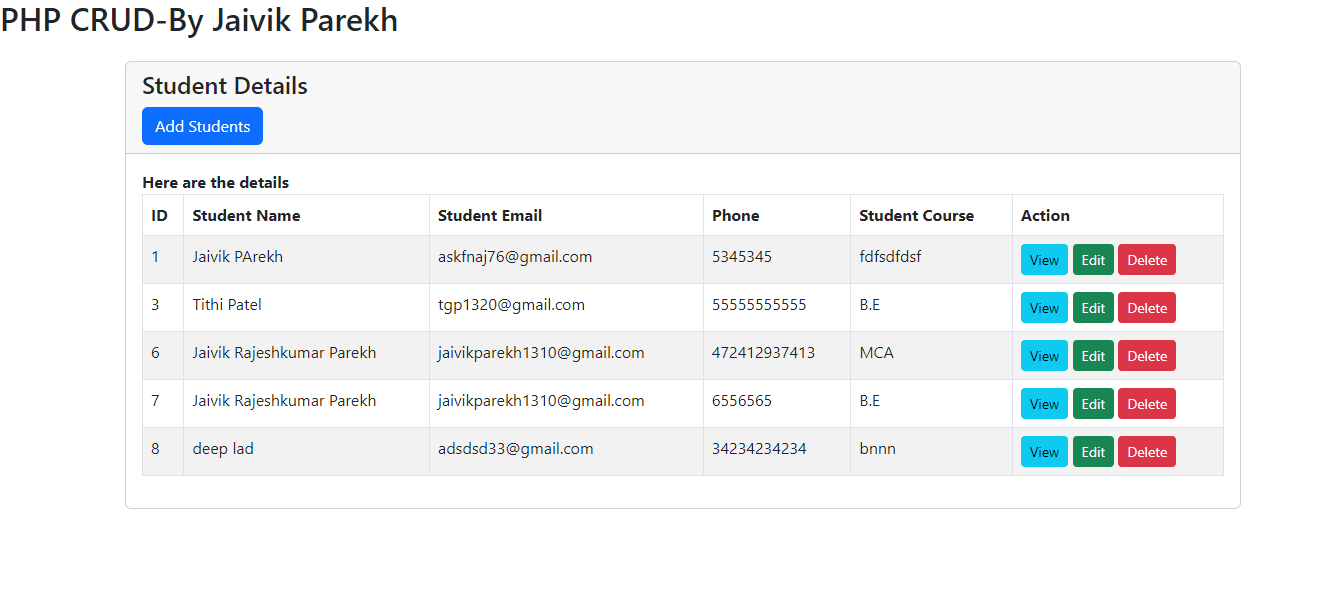 PHP CRUD-By Jaivik Parekh
Student Details
Add Students
Here are the details
ID Student Name Student Email Phone Student Course Action
1 Jaivik PArekh askfnaj76@gmail.com 5345345 fdfsdfdsf View Edit Delete
3 Tithi Patel tgp1320@gmail.com 55555555555 B.E View Edit Delete
6 Jaivik Rajeshkumar Parekh jaivikparekh1310@gmail.com 472412937413 MCA View Edit Delete
7 Jaivik Rajeshkumar Parekh jaivikparekh1310@gmail.com 6556565 B.E View Edit Delete
8 deep lad adsdsd33@gmail.com 34234234234 bnnn View Edit Delete